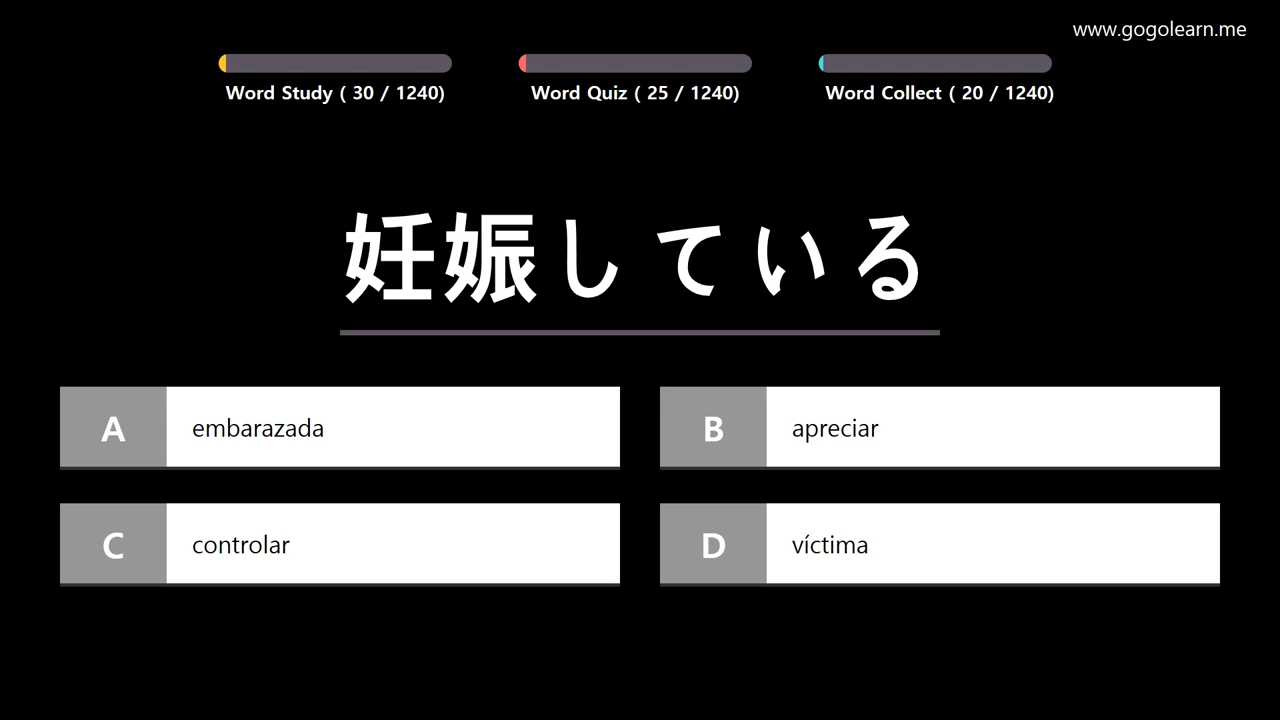 www.gogolearn.me
Word Study ( 30 / 1240)
Word Quiz ( 25 / 1240)
Word Collect ( 20 / 1240)
妊娠している
A embarazada
B apreciar
C controlar
D víctima